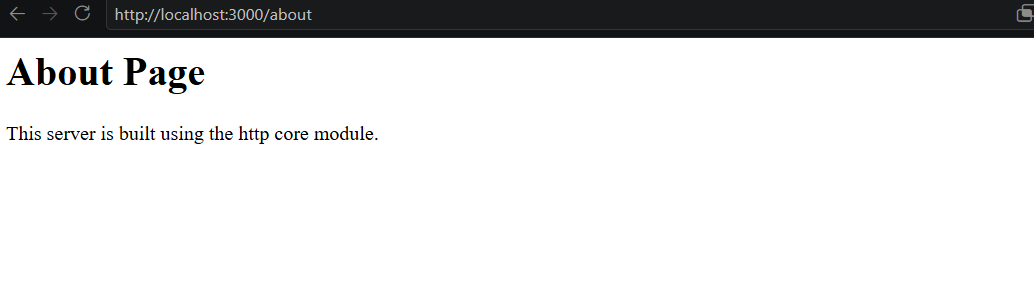 http://localhost:3000/about
About Page
This server is built using the http core module.